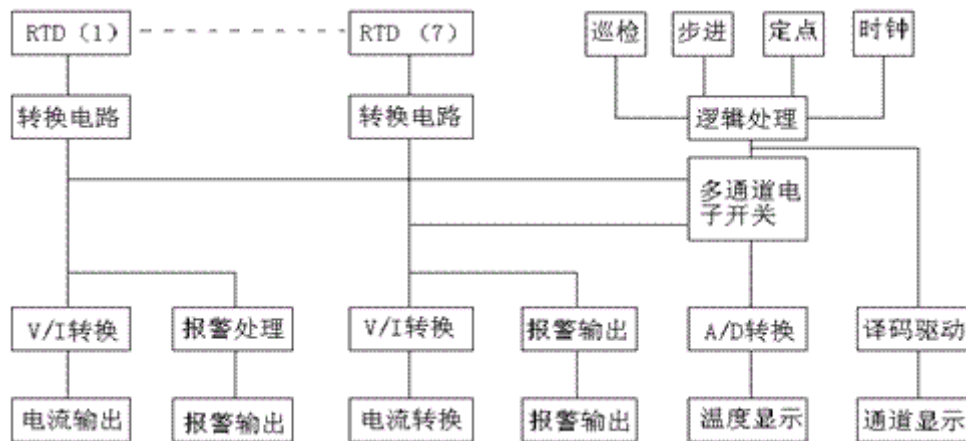 RTD（1）
RTD （7）
巡检
步进
定点
时钟
转换电路
转换电路
逻辑处理
多通道电
子开关
V/I转换
报警处理
V/I转换
报警输出
A/D转换
译码驱动
电流输出
报警输出
电流转换
报警输出
温度显示
通道显示